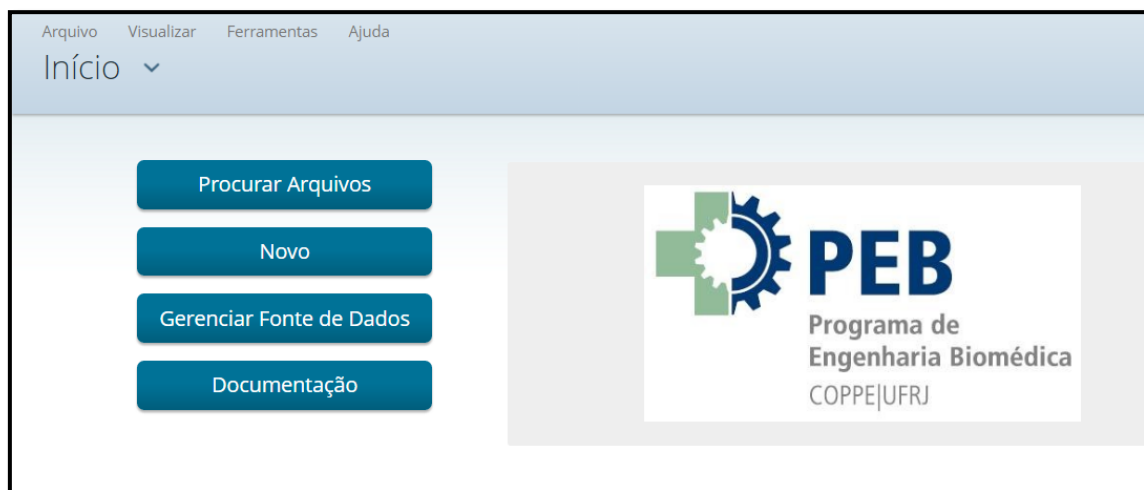 Arquivo Visualizar Ferramentas Ajuda
Início
Procurar Arquivos
Novo
Gerenciar Fonte de Dados
Documentação
PEB
Programa de
Engenharia Biomédica
COPPE|UFRJ